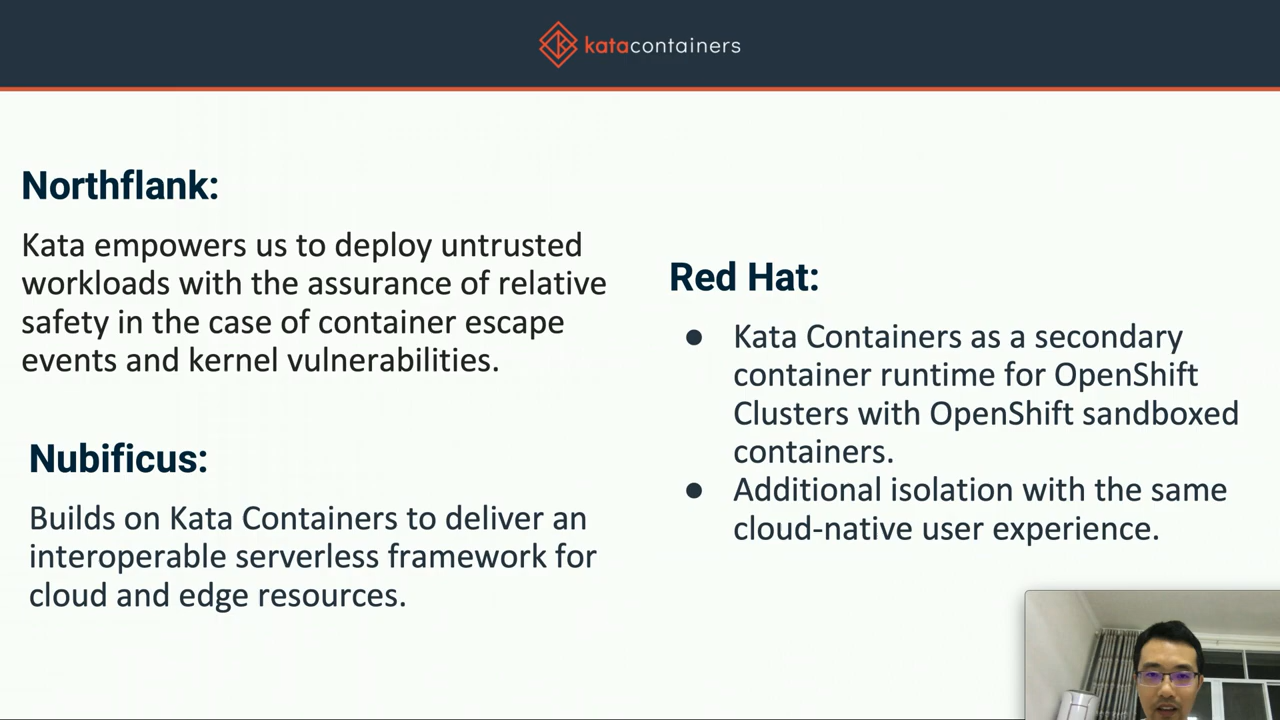 katacontainers
Northflank:
Kata empowers us to deploy untrusted
workloads with the assurance of relative
safety in the case of container escape
events and kernel vulnerabilities.
Nubificus:
Builds on Kata Containers to deliver an
interoperable serverless framework for
cloud and edge resources.
Red Hat:
● Kata Containers as a secondary
container runtime for OpenShift
Clusters with OpenShift sandboxed
containers.
● Additional isolation with the same
cloud-native user experience.